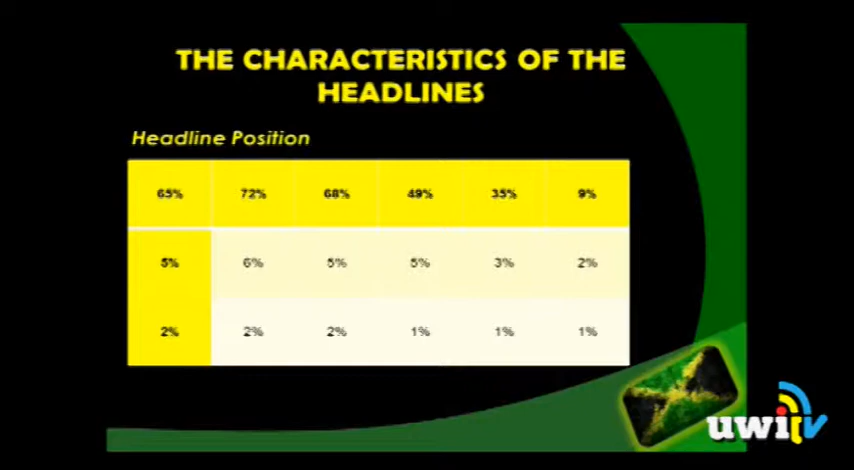 THE CHARACTERISTICS OF THE
HEADLINES
Headline Position
65% 72% 68% 49% 35% 9%
5% 6% 5% 5% 3% 2%
2% 2% 2% 1% 1% 1%
uwitv